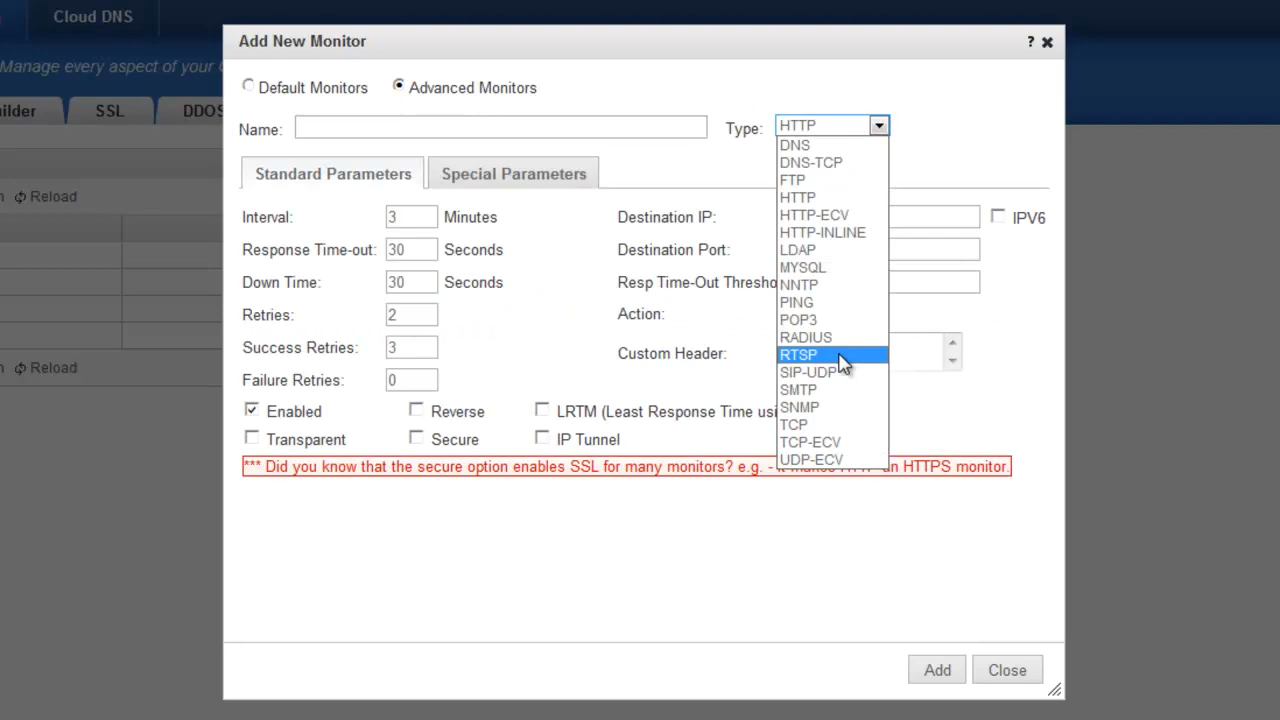 Cloud DNS
Manage every aspect of your
SSL
DDOS
Reload
Reload
Add New Monitor
?
Default Monitors
Advanced Monitors
Name:
Type:
HTTP
DNS
DNS-TCP
FTP
HTTP
HTTP-ECV
HTTP-INLINE
LDAP
MYSQL
NNTP
PING
POP3
RADIUS
RTSP
SIP-UDP
SMTP
SNMP
TCP
TCP-ECV
UDP-ECV
Standard Parameters
Special Parameters
Interval: 3 Minutes
Destination IP:
IPV6
Response Time-out: 30 Seconds
Destination Port:
Down Time: 30 Seconds
Resp Time-Out
Retries: 2
Action:
Success Retries: 3
Custom Header:
Failure Retries: 0
Enabled
Reverse
LRTM (Least Response Time
Transparent
Secure
IP Tunnel
*** Did you know that the secure option enables SSL for many monitors? e.g. - an HTTPS monitor.
Add
Close